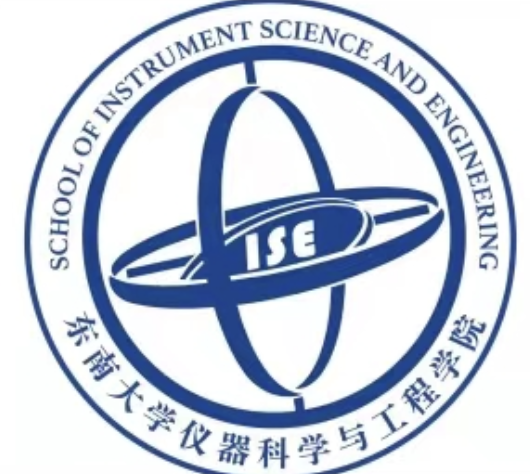 SCHOOL OF INSTRUMENT SCIENCE AND ENGINEERING
ISE
东南大学仪器科学与工程学院